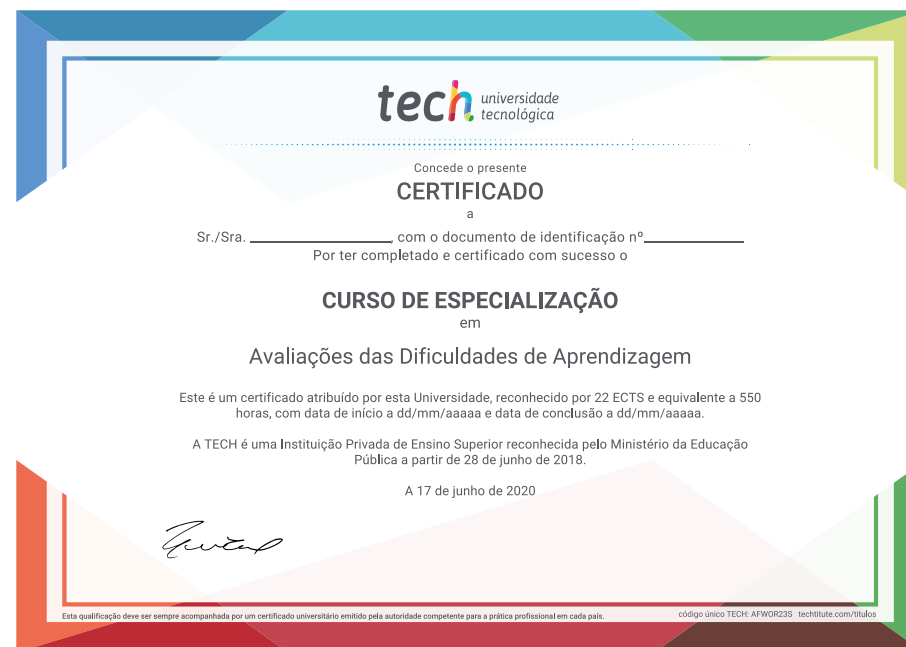 tech universidade
tecnológica
Concede o presente
CERTIFICADO
a
Sr./Sra. ____________, com o documento de identificação nº____________
Por ter completado e certificado com sucesso o
CURSO DE ESPECIALIZAÇÃO
em
Avaliações das Dificuldades de Aprendizagem
Este é um certificado atribuído por esta Universidade, reconhecido por 22 ECTS e equivalente a 550
horas, com data de início a dd/mm/aaaaa e data de conclusão a dd/mm/aaaaa.
A TECH é uma Instituição Privada de Ensino Superior reconhecida pelo Ministério da Educação
Pública a partir de 28 de junho de 2018.
A 17 de junho de 2020
Esta qualificação deve ser sempre acompanhada por um certificado universitário emitido pela autoridade competente para a prática profissional em cada país.
código único TECH: AFWOR23S techtitute.com/titulos